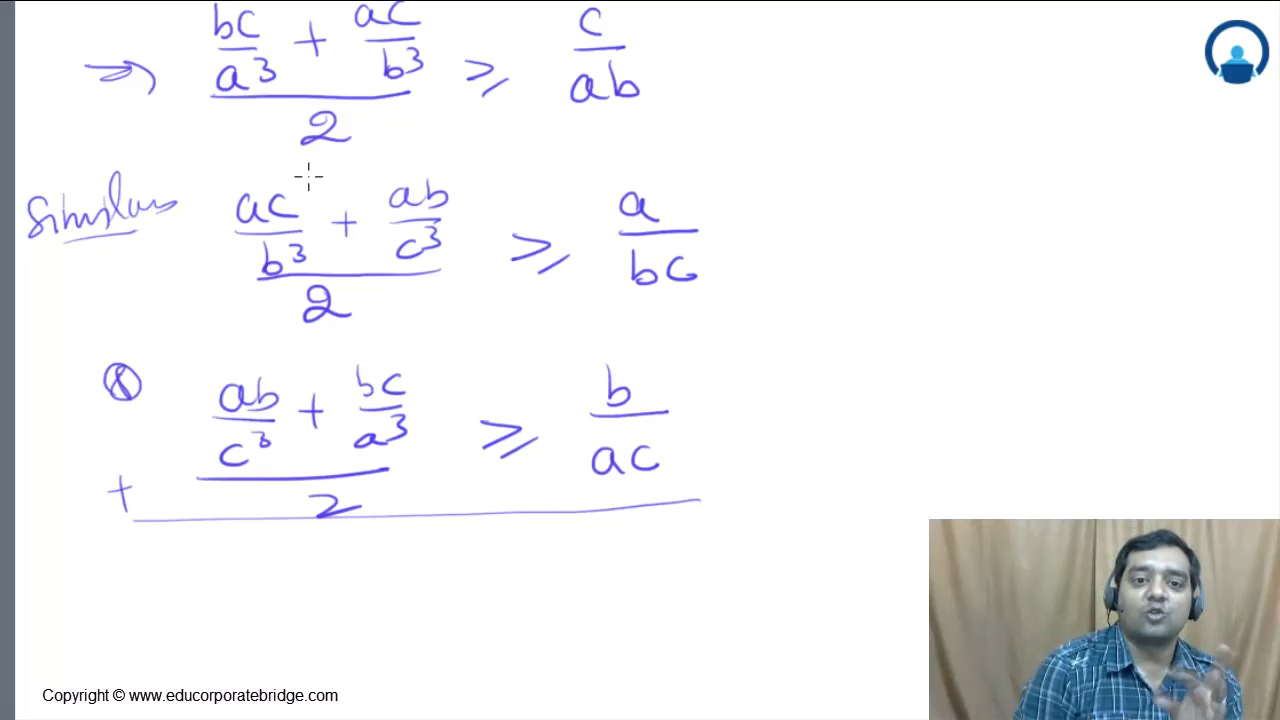 ⇒ (bc/a³ + ac/b³)/2 ≥ c/ab
Similar (ac/b³ + ab/c³)/2 ≥ a/bc
& (ab/c³ + bc/a³)/2 ≥ b/ac
+
Copyright © www.educorporatebridge.com